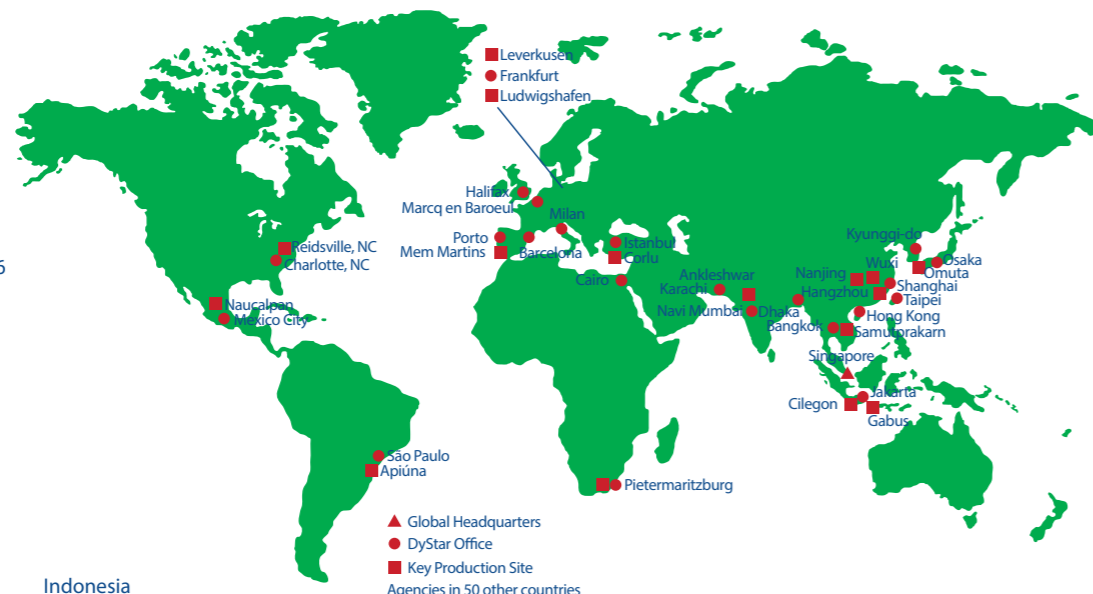 Leverkusen
Frankfurt
Ludwigshafen
Halifax
Marcq en Baroeul
Milan
Porto
Mem Martins
Barcelona
Istanbul
Corlu
Cairo
Reidsville, NC
Charlotte, NC
Naucalpan
Mexico City
Ankleshwar
Karachi
Navi Mumbai
Dhaka
Bangkok
Kyunggi-do
Wuxi
Nanjing
Osaka
Omuta
Shanghai
Hangzhou
Taipei
Hong Kong
Samutprakarn
Singapore
Jakarta
Cilegon
Gabus
São Paulo
Apiúna
Pietermaritzburg
Global Headquarters
DyStar Office
Key Production Site
Agencies in 50 other countries
Indonesia